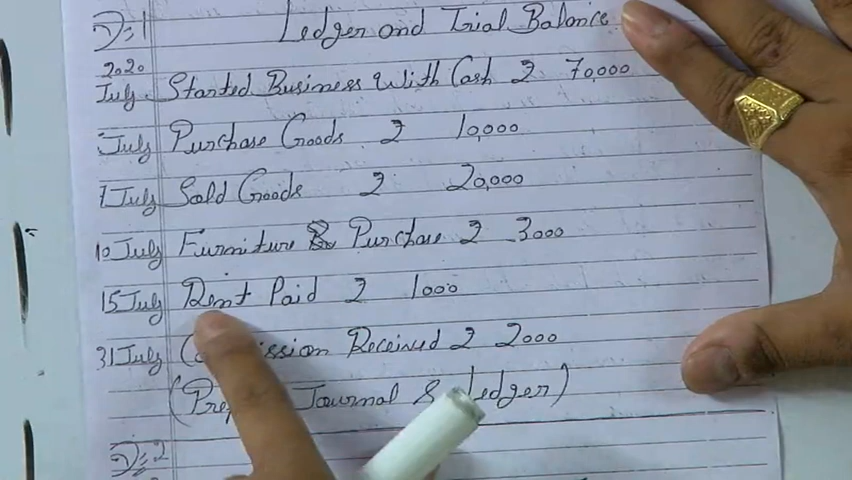 D:1 Ledger and Trial Balance
2020
July Started Business With Cash ₹ 70,000
July Purchase Goods ₹ 10,000
7 July Sold Goods ₹ 20,000
10 July Furniture Purchase ₹ 3000
15 July Rent Paid ₹ 1000
31 July Received ₹ 2000
Journal & Ledger)
D:2